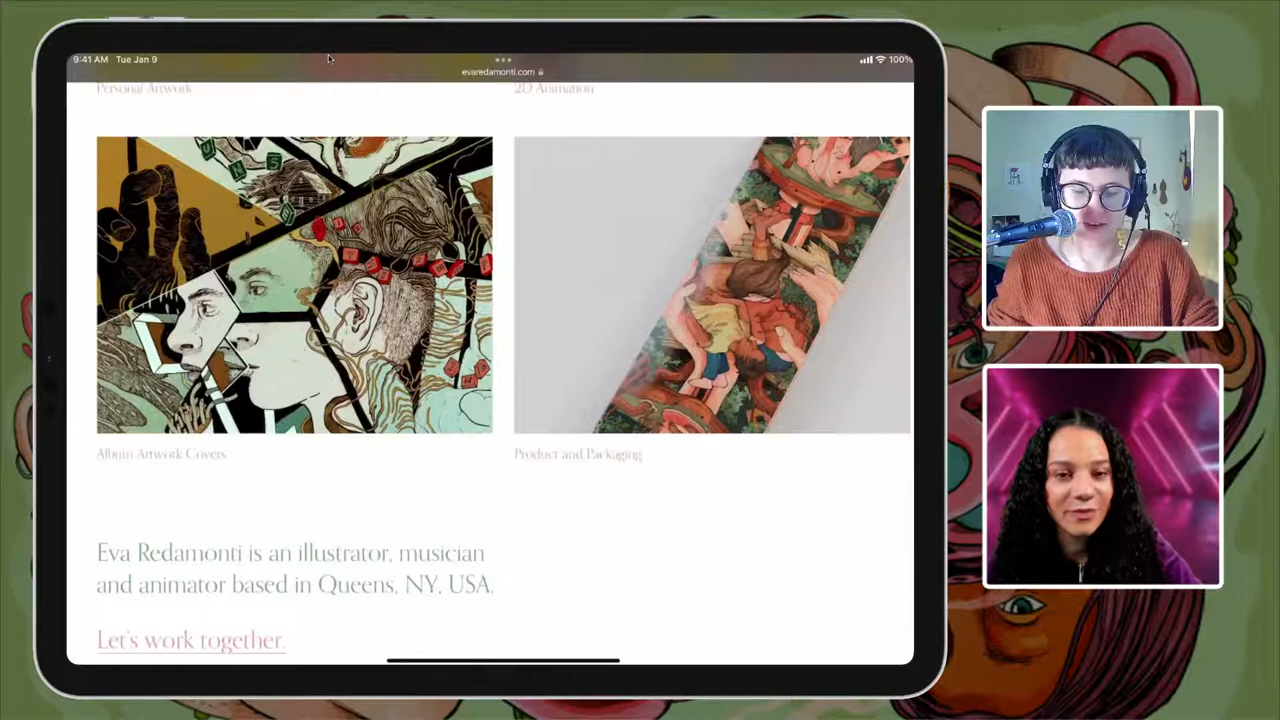 9:41 AM Tue Jan 9
100%
evaredamonti.com
Personal Artwork
2D Animation
Album Artwork Covers
Product and Packaging
Eva Redamonti is an illustrator, musician
and animator based in Queens, NY, USA.
Let's work together.